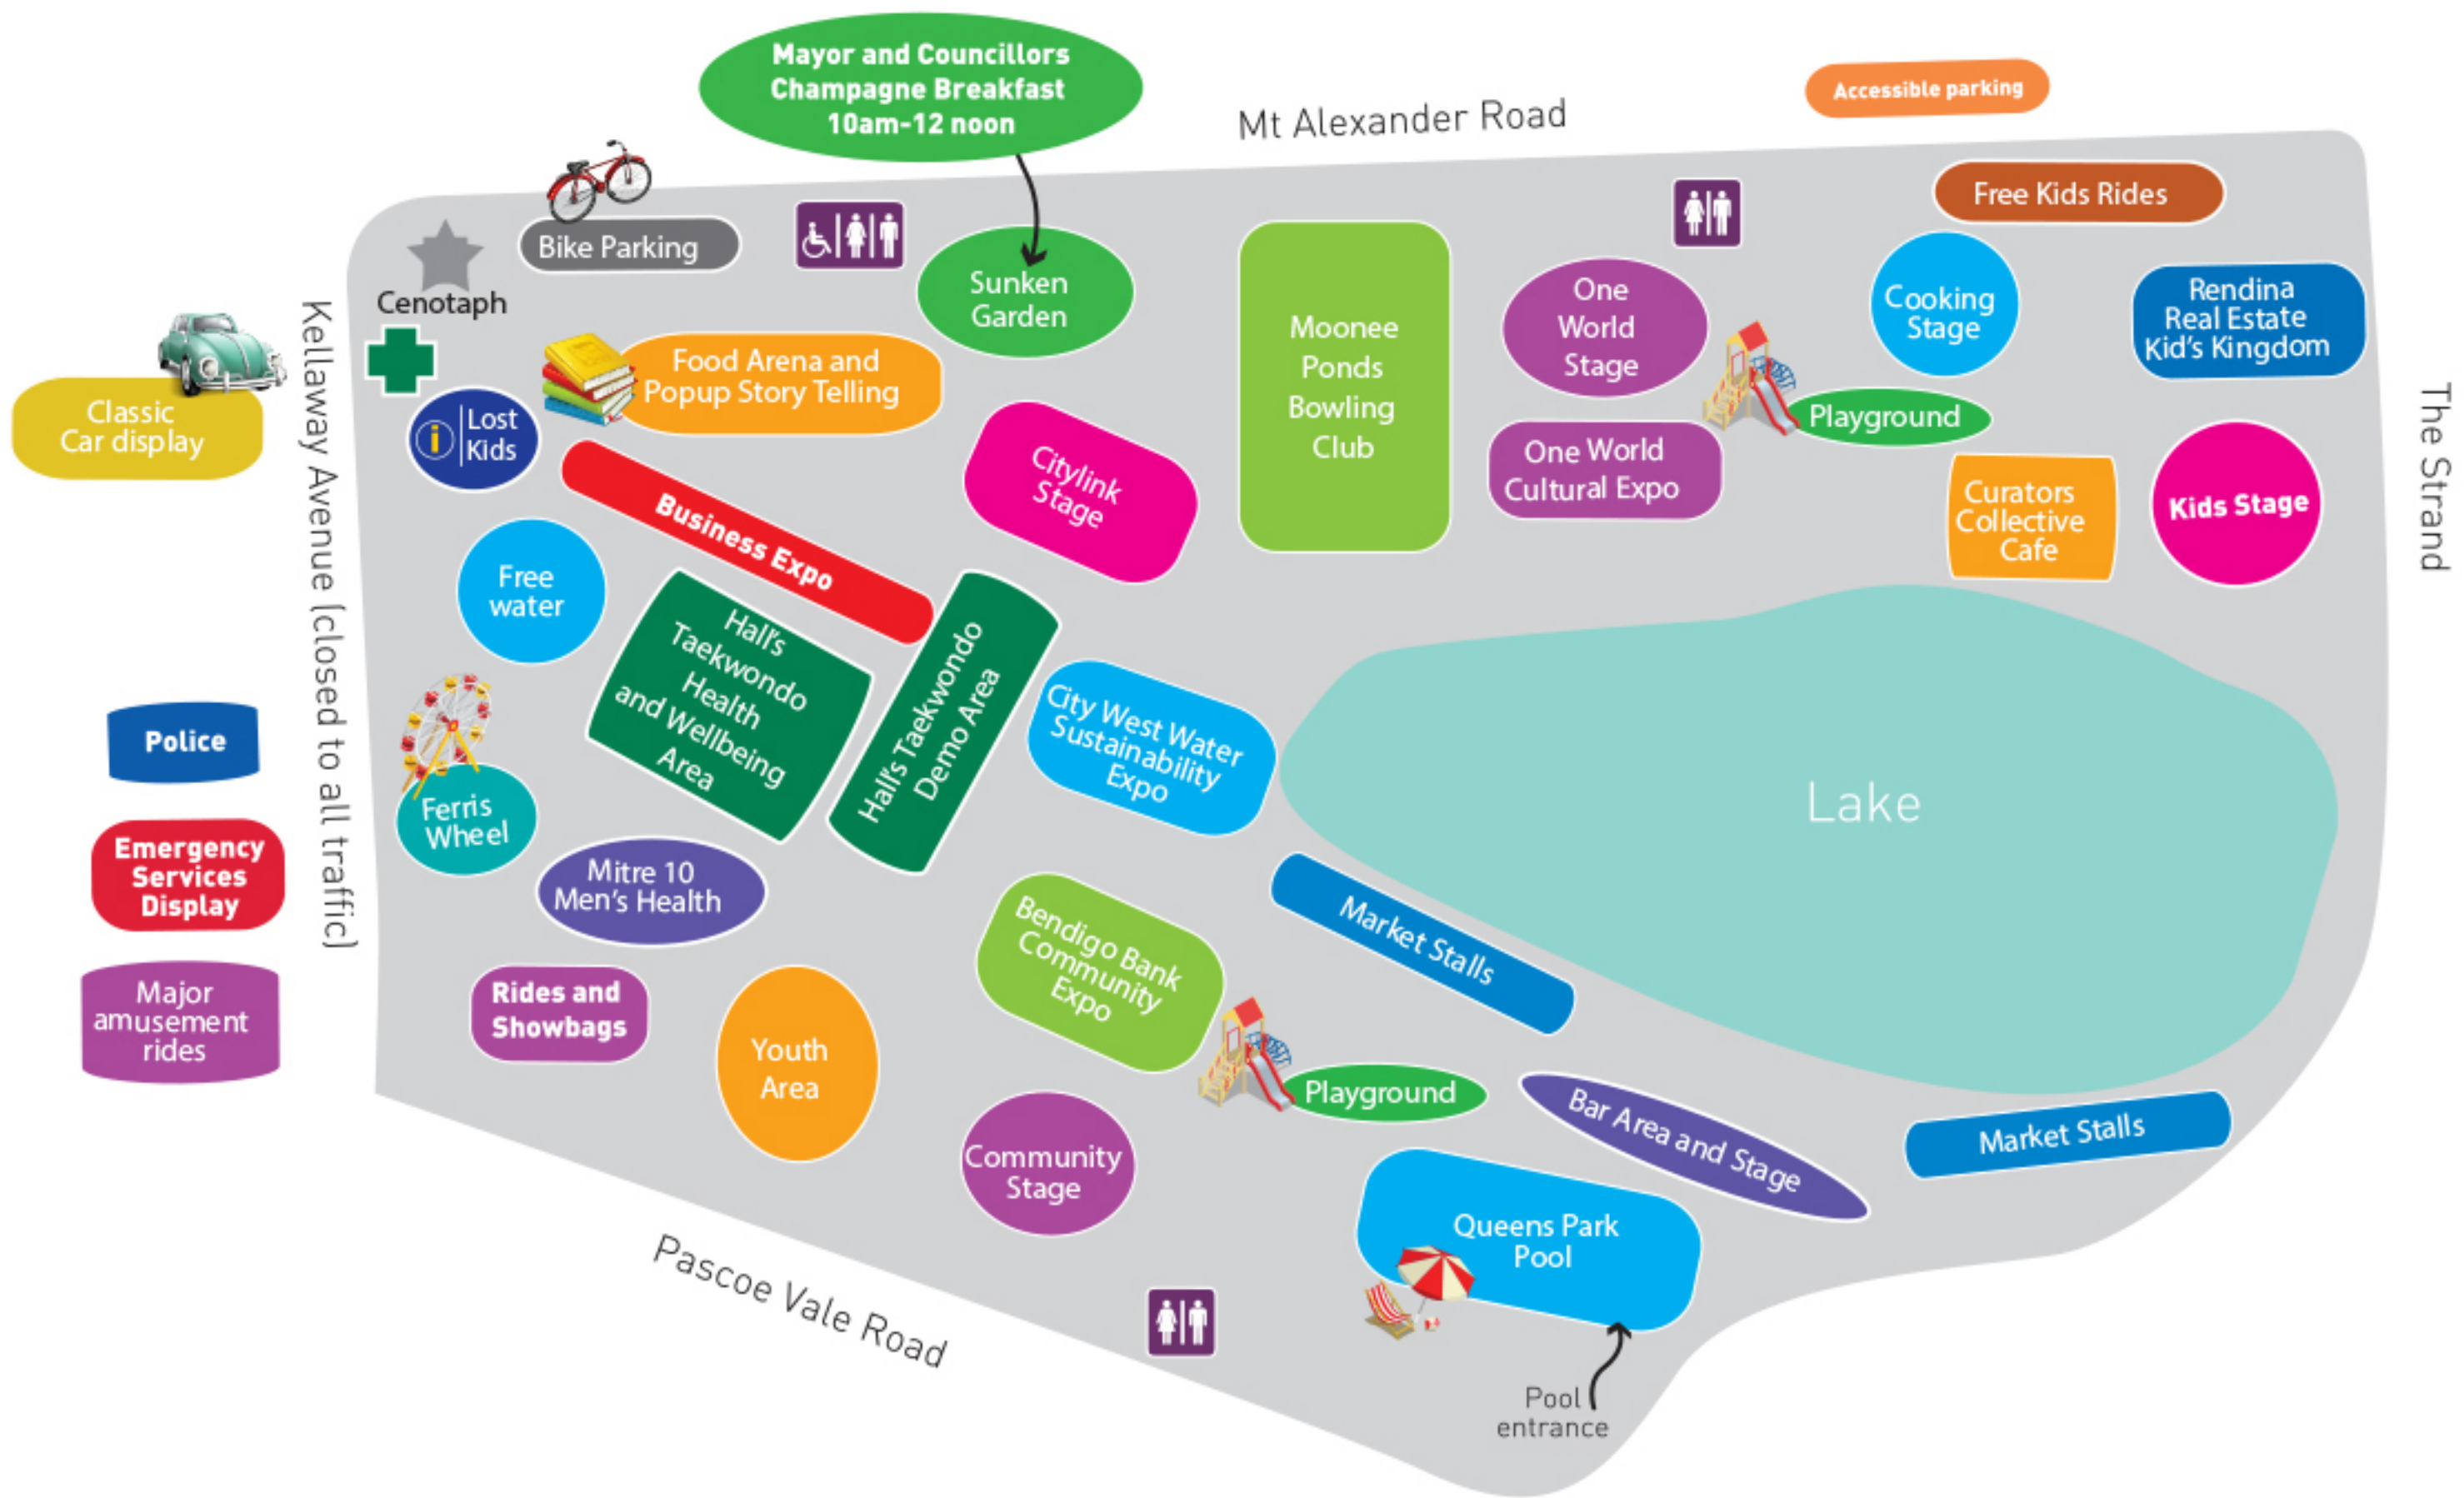 Mayor and Councillors
Champagne Breakfast
10am-12 noon
Mt Alexander Road
Accessible parking
Free Kids Rides
Bike Parking
Cenotaph
Sunken
Garden
Moonee
Ponds
Bowling
Club
One
World
Stage
Cooking
Stage
Rendina
Real Estate
Kid's Kingdom
Kellaway Avenue (closed to all traffic)
Classic
Car display
i
Lost
Kids
Food Arena and
Popup Story Telling
Citylink
Stage
One World
Cultural Expo
Playground
Curators
Collective
Cafe
Kids Stage
The Strand
Business Expo
Free
water
Hall's
Taekwondo
Health
and Wellbeing
Area
Hall's Taekwondo
Demo Area
City West Water
Sustainability
Expo
Lake
Police
Ferris
Wheel
Emergency
Services
Display
Mitre 10
Men's Health
Bendigo Bank
Community
Expo
Market Stalls
Major
amusement
rides
Rides and
Showbags
Youth
Area
Playground
Community
Stage
Bar Area and Stage
Market Stalls
Queens Park
Pool
Pascoe Vale Road
Pool
entrance